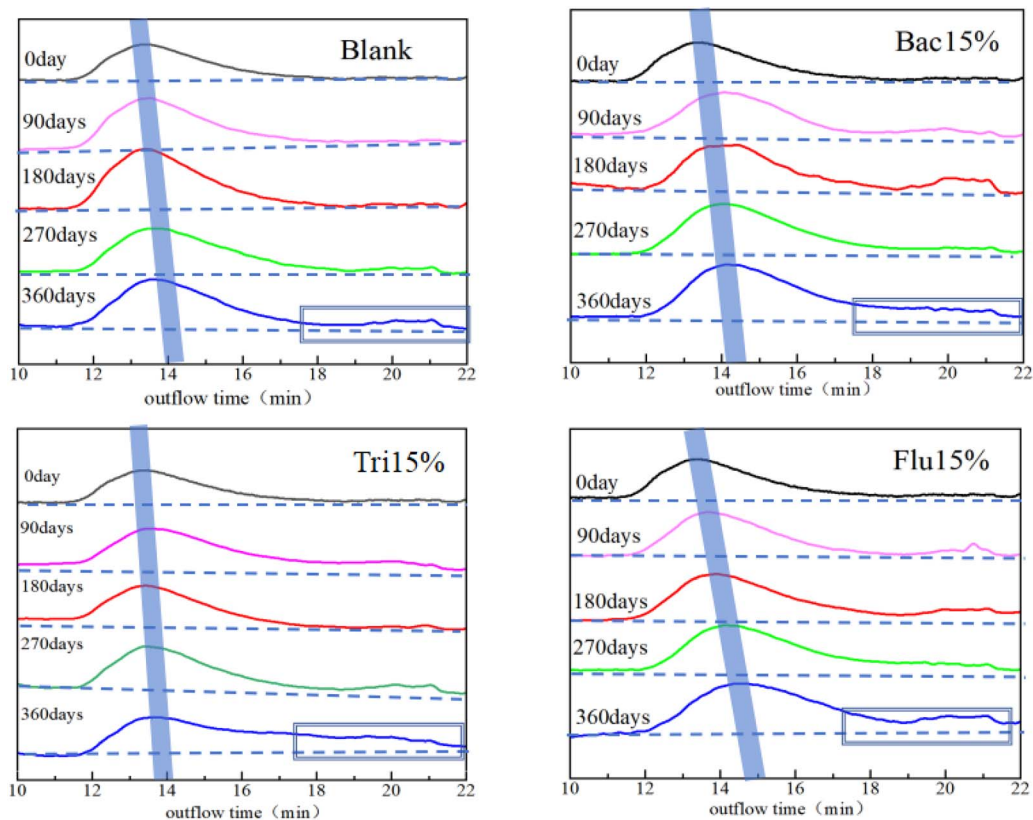 Blank
0day
90days
180days
270days
360days
10 12 14 16 18 20 22
outflow time（min）
Bac15%
0day
90days
180days
270days
360days
10 12 14 16 18 20 22
outflow time（min）
Tri15%
0day
90days
180days
270days
360days
10 12 14 16 18 20 22
outflow time（min）
Flu15%
0day
90days
180days
270days
360days
10 12 14 16 18 20 22
outflow time（min）